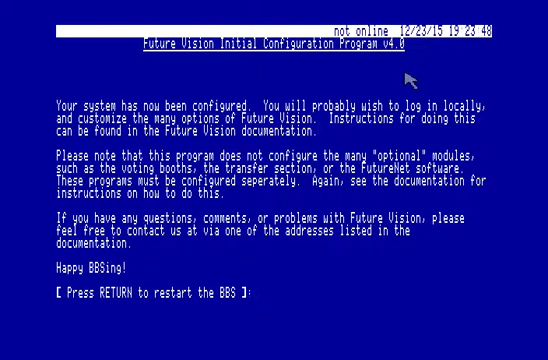 not online 12/23/15 19 23 48
Future Vision Initial Configuration Program v4.0
Your system has now been configured. You will probably wish to log in locally,
and customize the many options of Future Vision. Instructions for doing this
can be found in the Future Vision documentation.
Please note that this program does not configure the many "optional" modules,
such as the voting booths, the transfer section, or the FutureNet software.
These programs must be configured seperately. Again, see the documentation for
instructions on how to do this.
If you have any questions, comments, or problems with Future Vision, please
feel free to contact us at via one of the addresses listed in the
documentation.
Happy BBSing!
[ Press RETURN to restart the BBS ]: